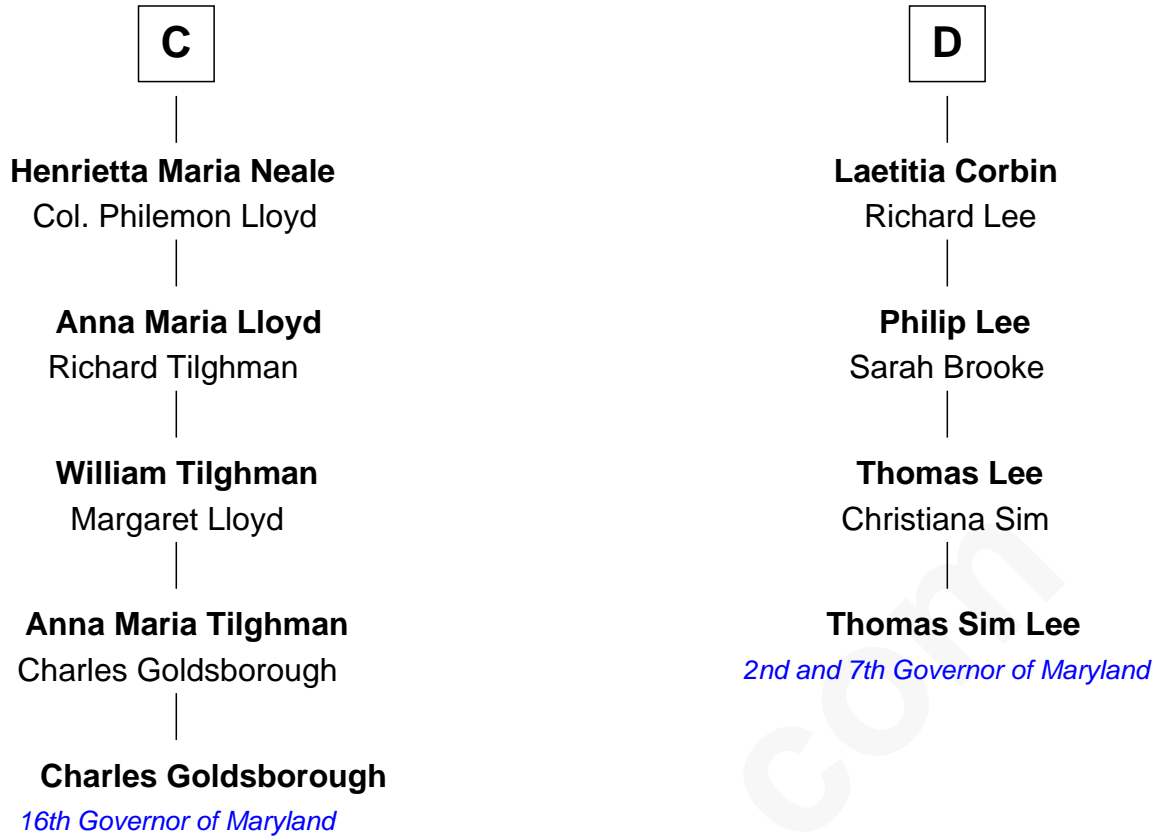 C
Henrietta Maria Neale
Col. Philemon Lloyd
Anna Maria Lloyd
Richard Tilghman
William Tilghman
Margaret Lloyd
Anna Maria Tilghman
Charles Goldsborough
Charles Goldsborough
16th Governor of Maryland
D
Laetitia Corbin
Richard Lee
Philip Lee
Sarah Brooke
Thomas Lee
Christiana Sim
Thomas Sim Lee
2nd and 7th Governor of Maryland
com